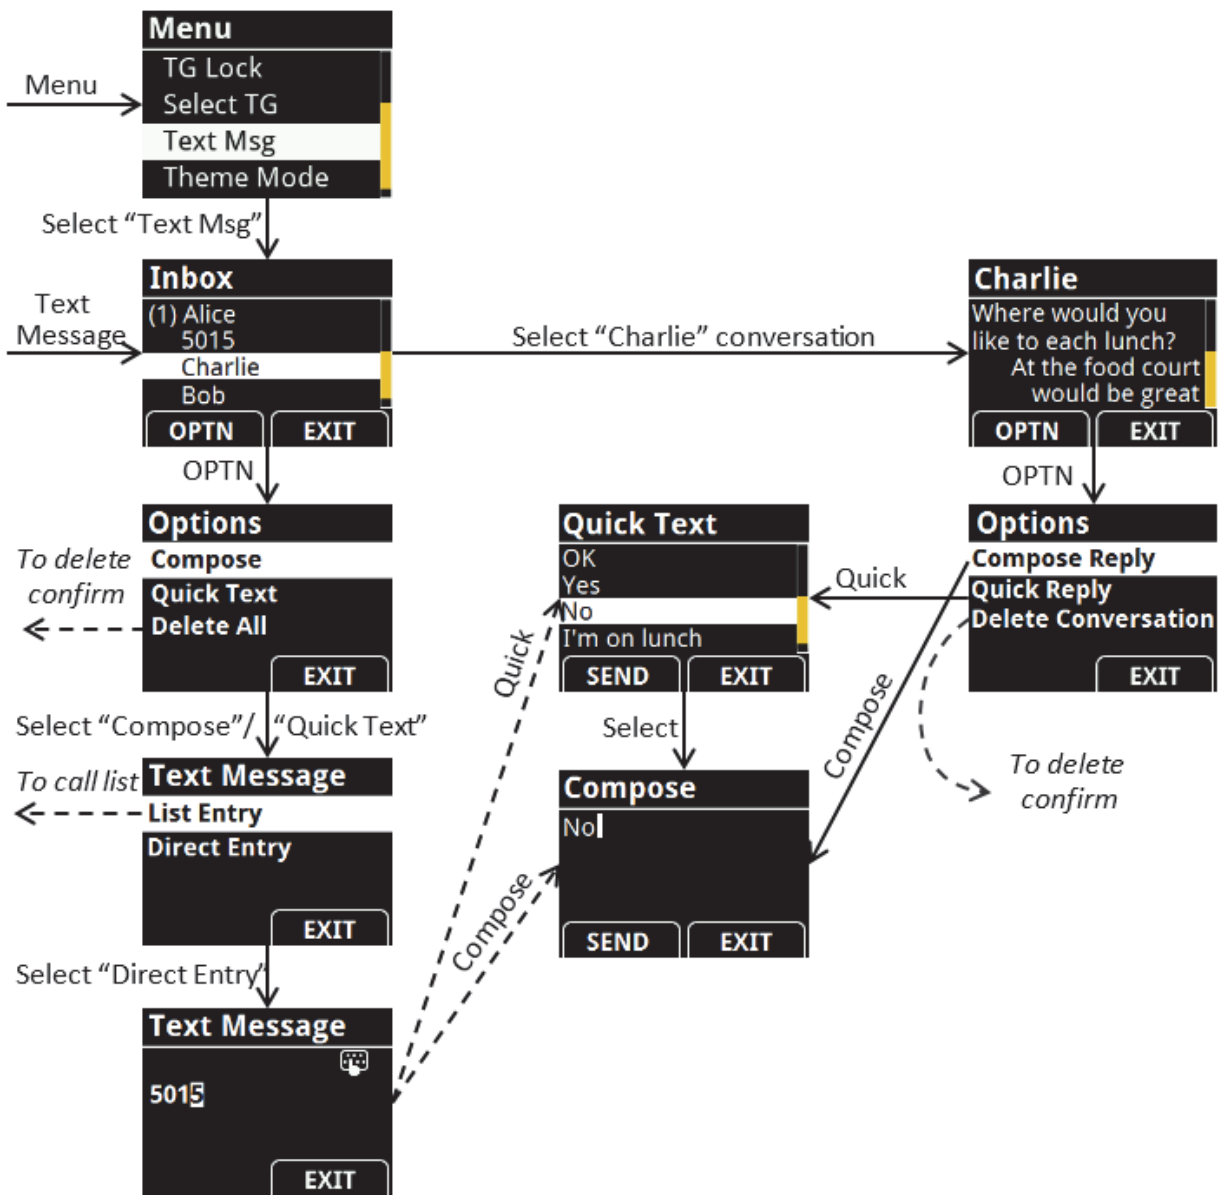 Menu
TG Lock
Menu
Select TG
Text Msg
Theme Mode
Select “Text Msg”
Inbox
(1) Alice
5015
Charlie
Bob
OPTN EXIT
Text
Message
Select “Charlie” conversation
Charlie
Where would you
like to each lunch?
At the food court
would be great
OPTN EXIT
OPTN
OPTN
Options
Compose
Quick Text
Delete All
EXIT
To delete
confirm
Quick Text
OK
Yes
No
I'm on lunch
SEND EXIT
Quick
Options
Compose Reply
Quick Reply
Delete Conversation
EXIT
Select “Compose”/ “Quick Text”
Quick
Select
Compose
To delete
confirm
To call list
Text Message
List Entry
Direct Entry
EXIT
Compose
No
SEND EXIT
Compose
Select “Direct Entry”
Text Message
5015
EXIT